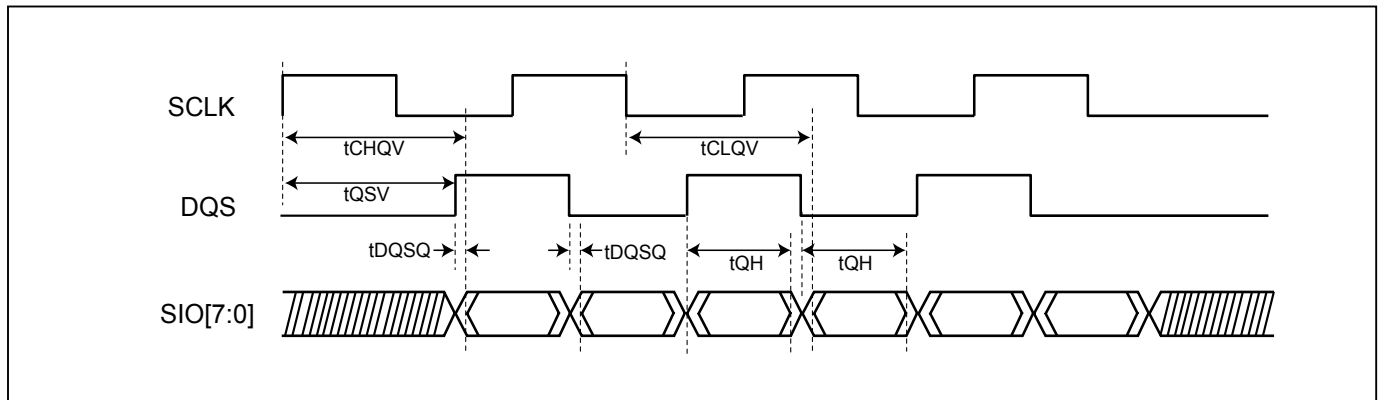 SCLK
tCHQV
tCLQV
tQSV
DQS
tDQSQ
tDQSQ
tQH
tQH
SIO[7:0]